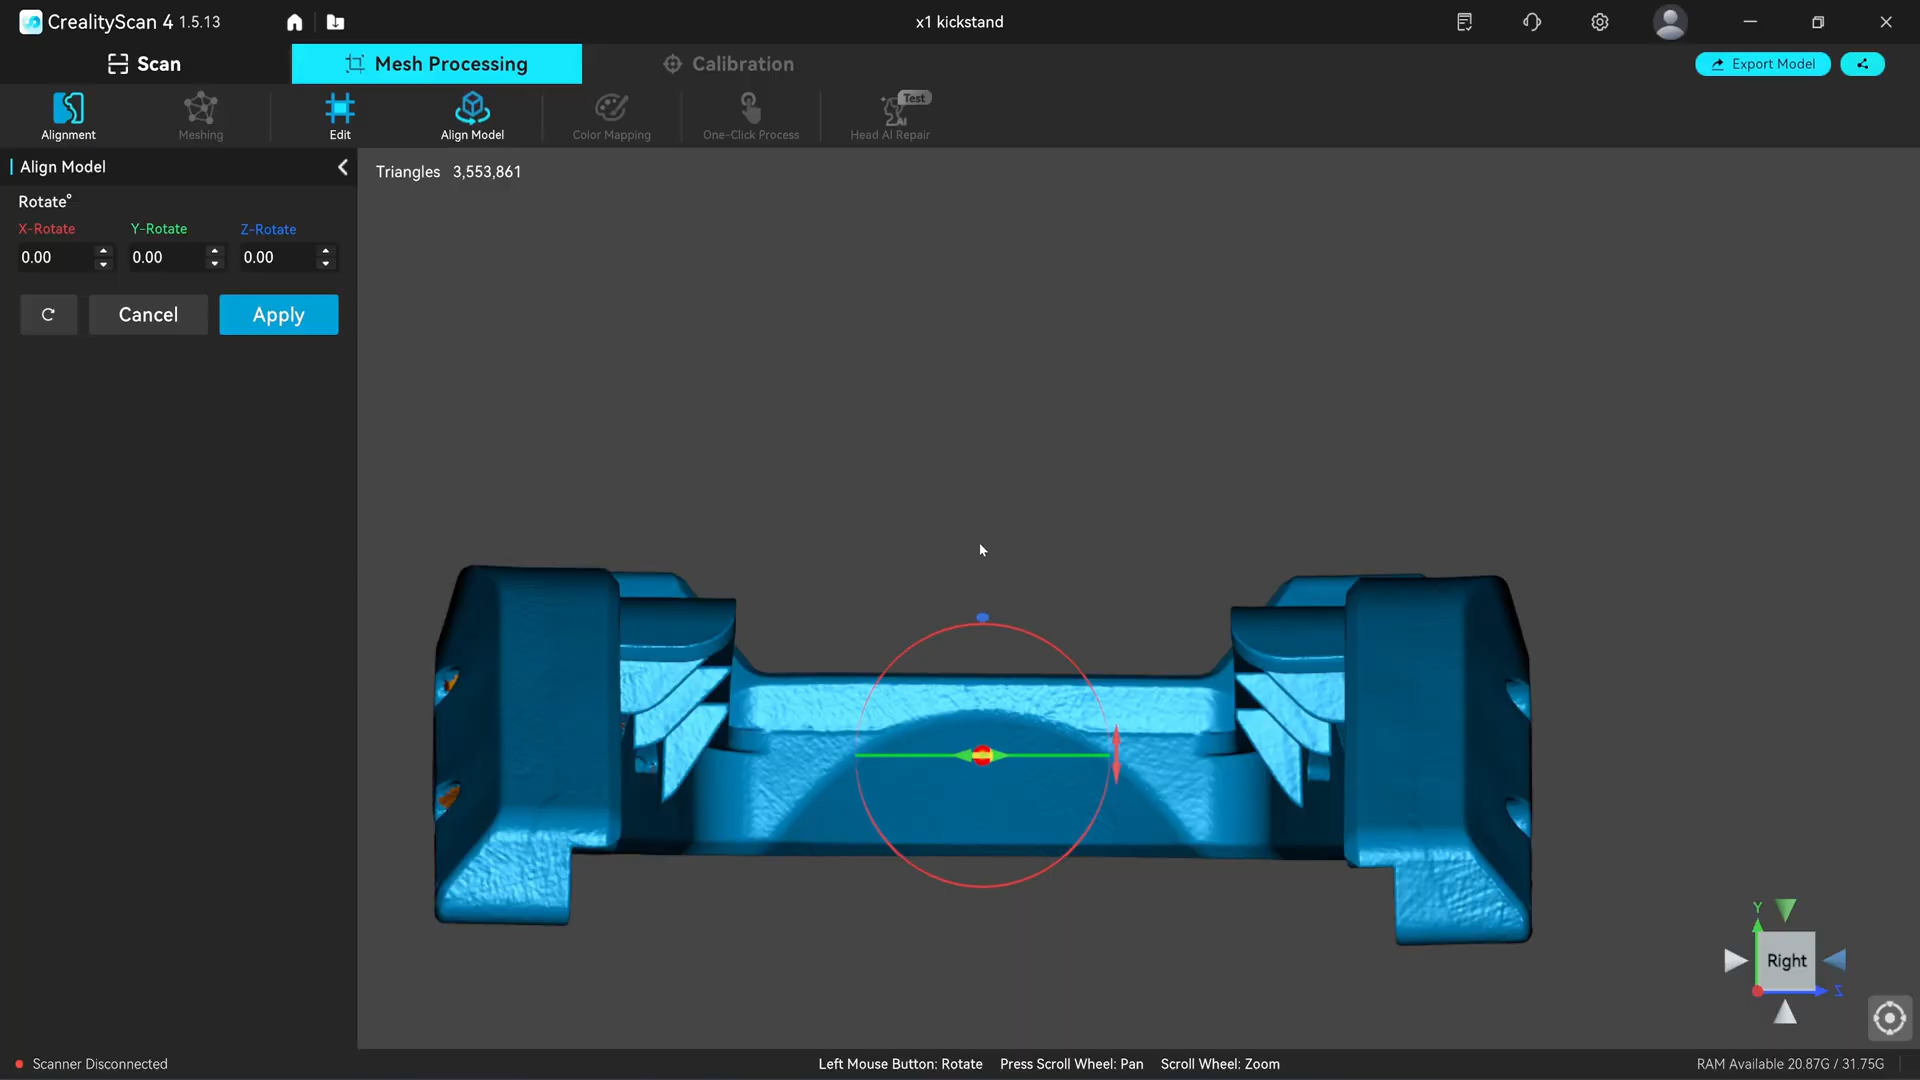 CrealityScan 4 1.5.13
x1 kickstand
Scan
Mesh Processing
Calibration
Export Model
Alignment
Meshing
Edit
Align Model
Color Mapping
One-Click Process
Test
AI
Head AI Repair
Align Model
Triangles 3,553,861
Rotate°
X-Rotate Y-Rotate Z-Rotate
0.00 0.00 0.00
Cancel
Apply
Y
Right
Z
Scanner Disconnected
Left Mouse Button: Rotate Press Scroll Wheel: Pan Scroll Wheel: Zoom
RAM Available 20.87G / 31.75G